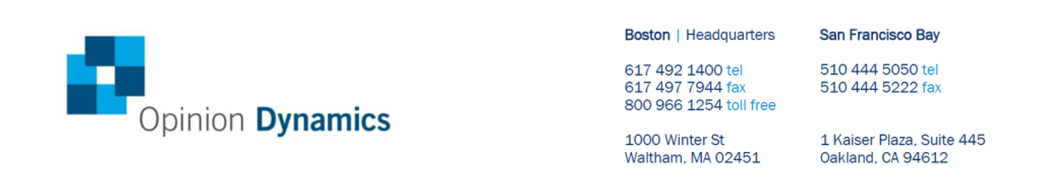 Opinion Dynamics
Boston | Headquarters
617 492 1400 tel
617 497 7944 fax
800 966 1254 toll free
1000 Winter St
Waltham, MA 02451
San Francisco Bay
510 444 5050 tel
510 444 5222 fax
1 Kaiser Plaza, Suite 445
Oakland, CA 94612